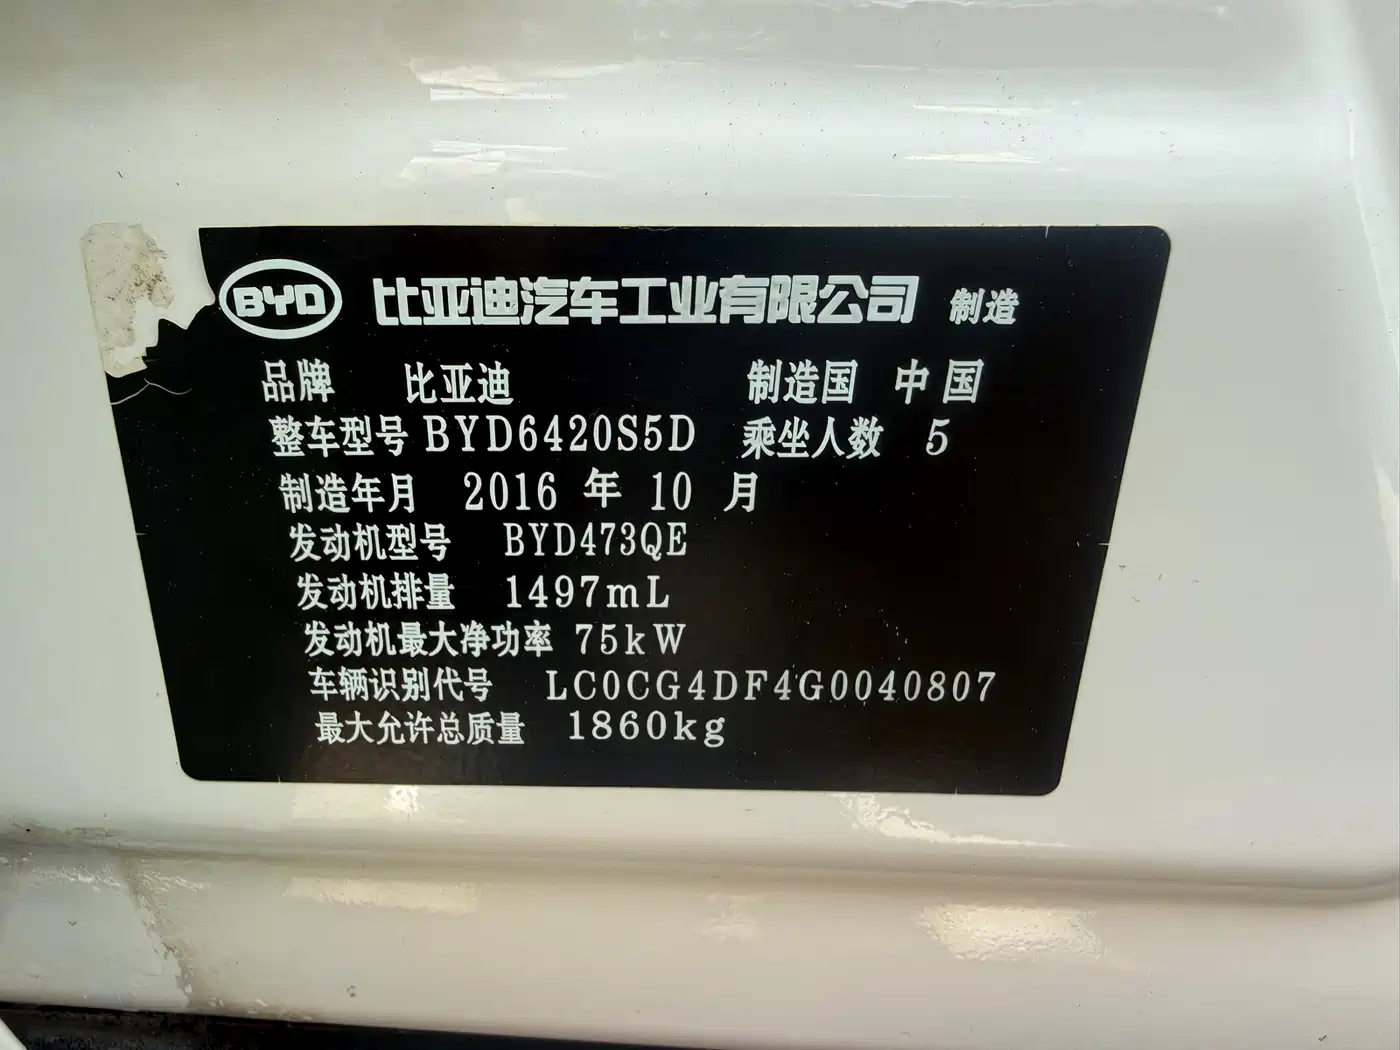 BYD 比亚迪汽车工业有限公司 制造
品牌 比亚迪 制造国 中国
整车型号 BYD6420S5D 乘坐人数 5
制造年月 2016 年 10 月
发动机型号 BYD473QE
发动机排量 1497mL
发动机最大净功率 75kW
车辆识别代号 LC0CG4DF4G0040807
最大允许总质量 1860kg